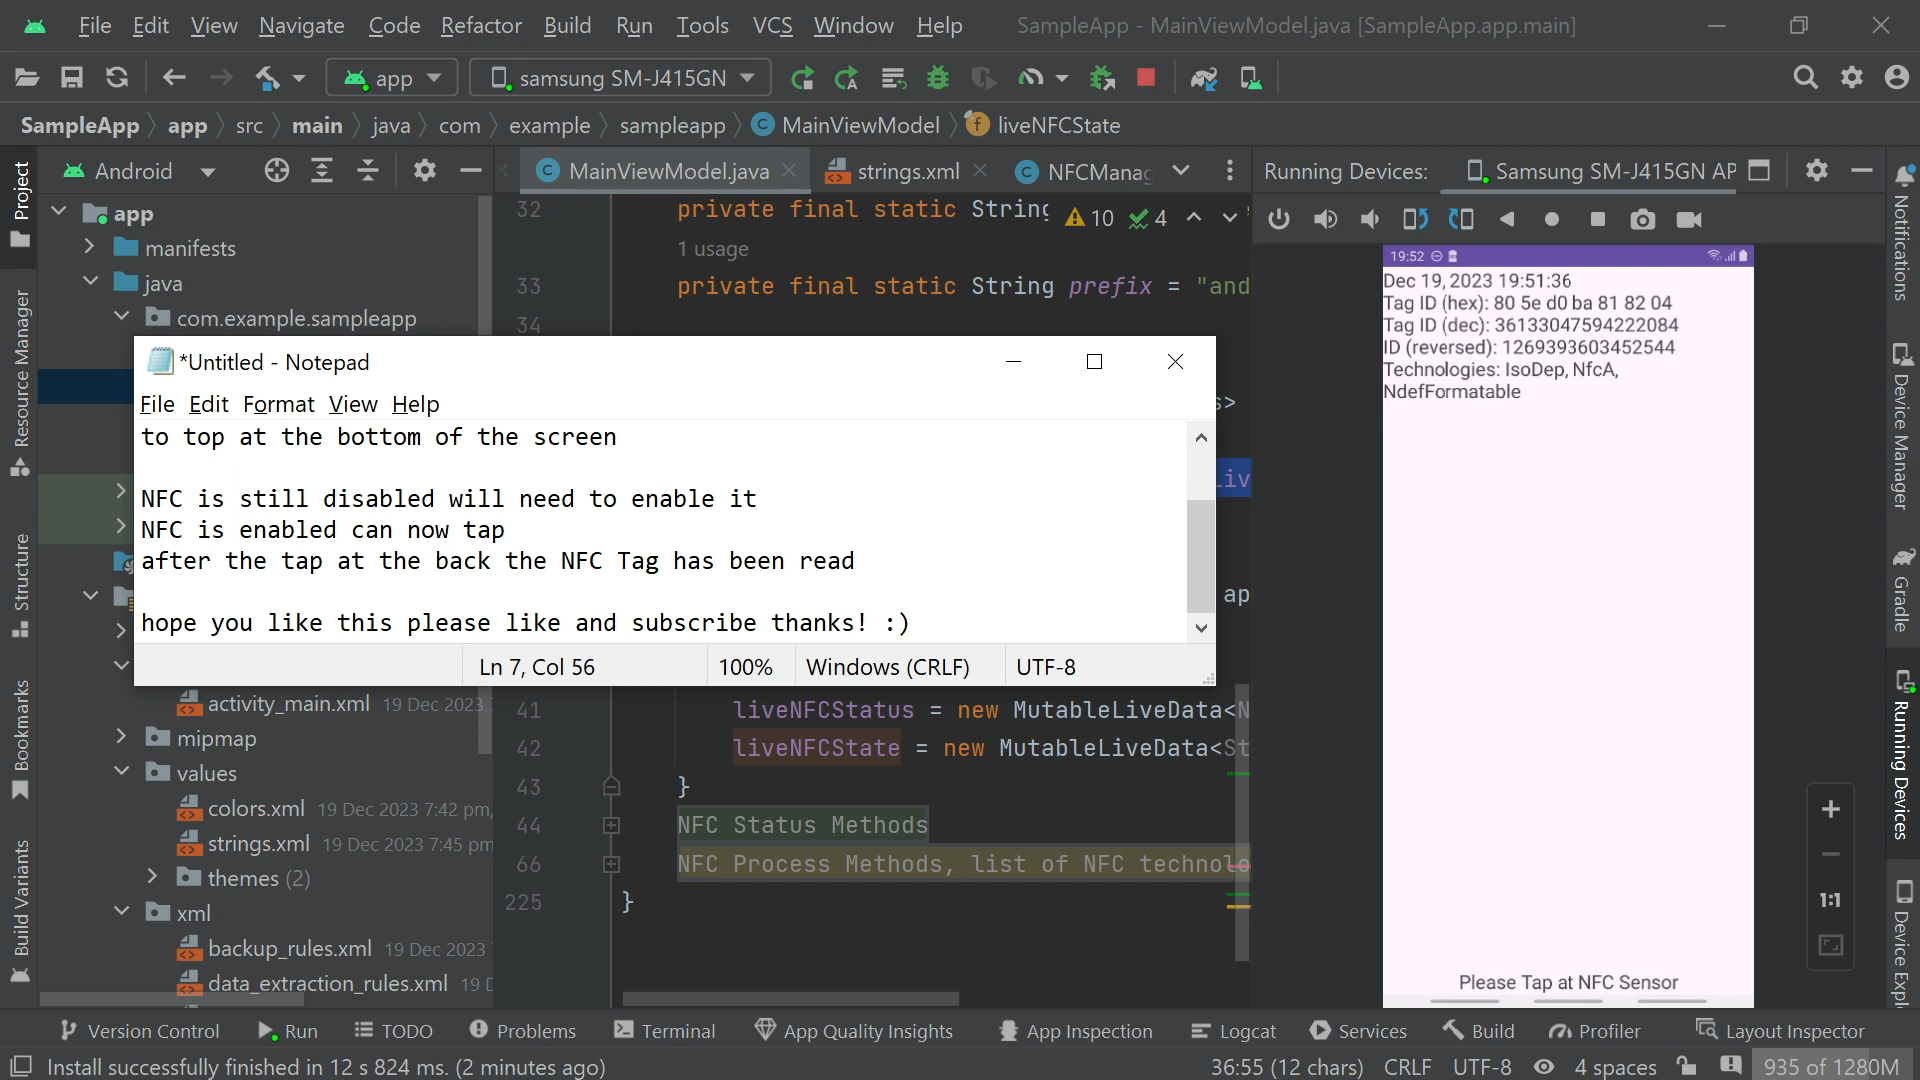 File Edit View Navigate Code Refactor Build Run Tools VCS Window Help SampleApp - MainViewModel.java [SampleApp.app.main]
app samsung SM-J415GN
SampleApp app src main java com example sampleapp MainViewModel liveNFCState
Project
Resource Manager
Structure
Bookmarks
Build Variants
Android
app
manifests
java
com.example.sampleapp
activity_main.xml 19 Dec 2023
mipmap
values
colors.xml 19 Dec 2023 7:42 pm,
strings.xml 19 Dec 2023 7:45 pm
themes (2)
xml
backup_rules.xml 19 Dec 2023
data_extraction_rules.xml 19 D
MainViewModel.java strings.xml NFCManag
32 private final static String 10 4
1 usage
33 private final static String prefix = "and
34
s>
Liv
ap
41 liveNFCStatus = new MutableLiveData<N
42 liveNFCState = new MutableLiveData<St
43 }
44 NFC Status Methods
66 NFC Process Methods, list of NFC technolo
225 }
*Untitled - Notepad
File Edit Format View Help
to top at the bottom of the screen
NFC is still disabled will need to enable it
NFC is enabled can now tap
after the tap at the back the NFC Tag has been read
hope you like this please like and subscribe thanks! :)
Ln 7, Col 56 100% Windows (CRLF) UTF-8
Running Devices: Samsung SM-J415GN AP
19:52
Dec 19, 2023 19:51:36
Tag ID (hex): 80 5e d0 ba 81 82 04
Tag ID (dec): 36133047594222084
ID (reversed): 1269393603452544
Technologies: IsoDep, NfcA,
NdefFormatable
Please Tap at NFC Sensor
1:1
Notifications
Device Manager
Gradle
Running Devices
Device Expl
Version Control Run TODO Problems Terminal App Quality Insights App Inspection Logcat Services Build Profiler Layout Inspector
Install successfully finished in 12 s 824 ms. (2 minutes ago) 36:55 (12 chars) CRLF UTF-8 4 spaces 935 of 1280M